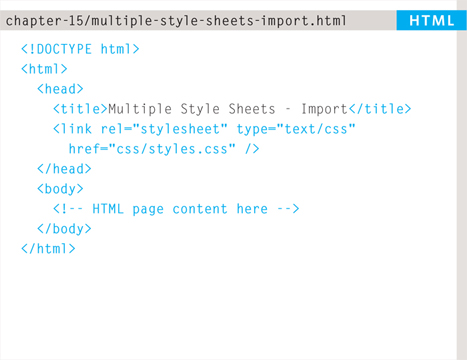 chapter-15/multiple-style-sheets-import.html HTML
<!DOCTYPE html>
<html>
<head>
<title>Multiple Style Sheets - Import</title>
<link rel="stylesheet" type="text/css"
href="css/styles.css" />
</head>
<body>
<!-- HTML page content here -->
</body>
</html>